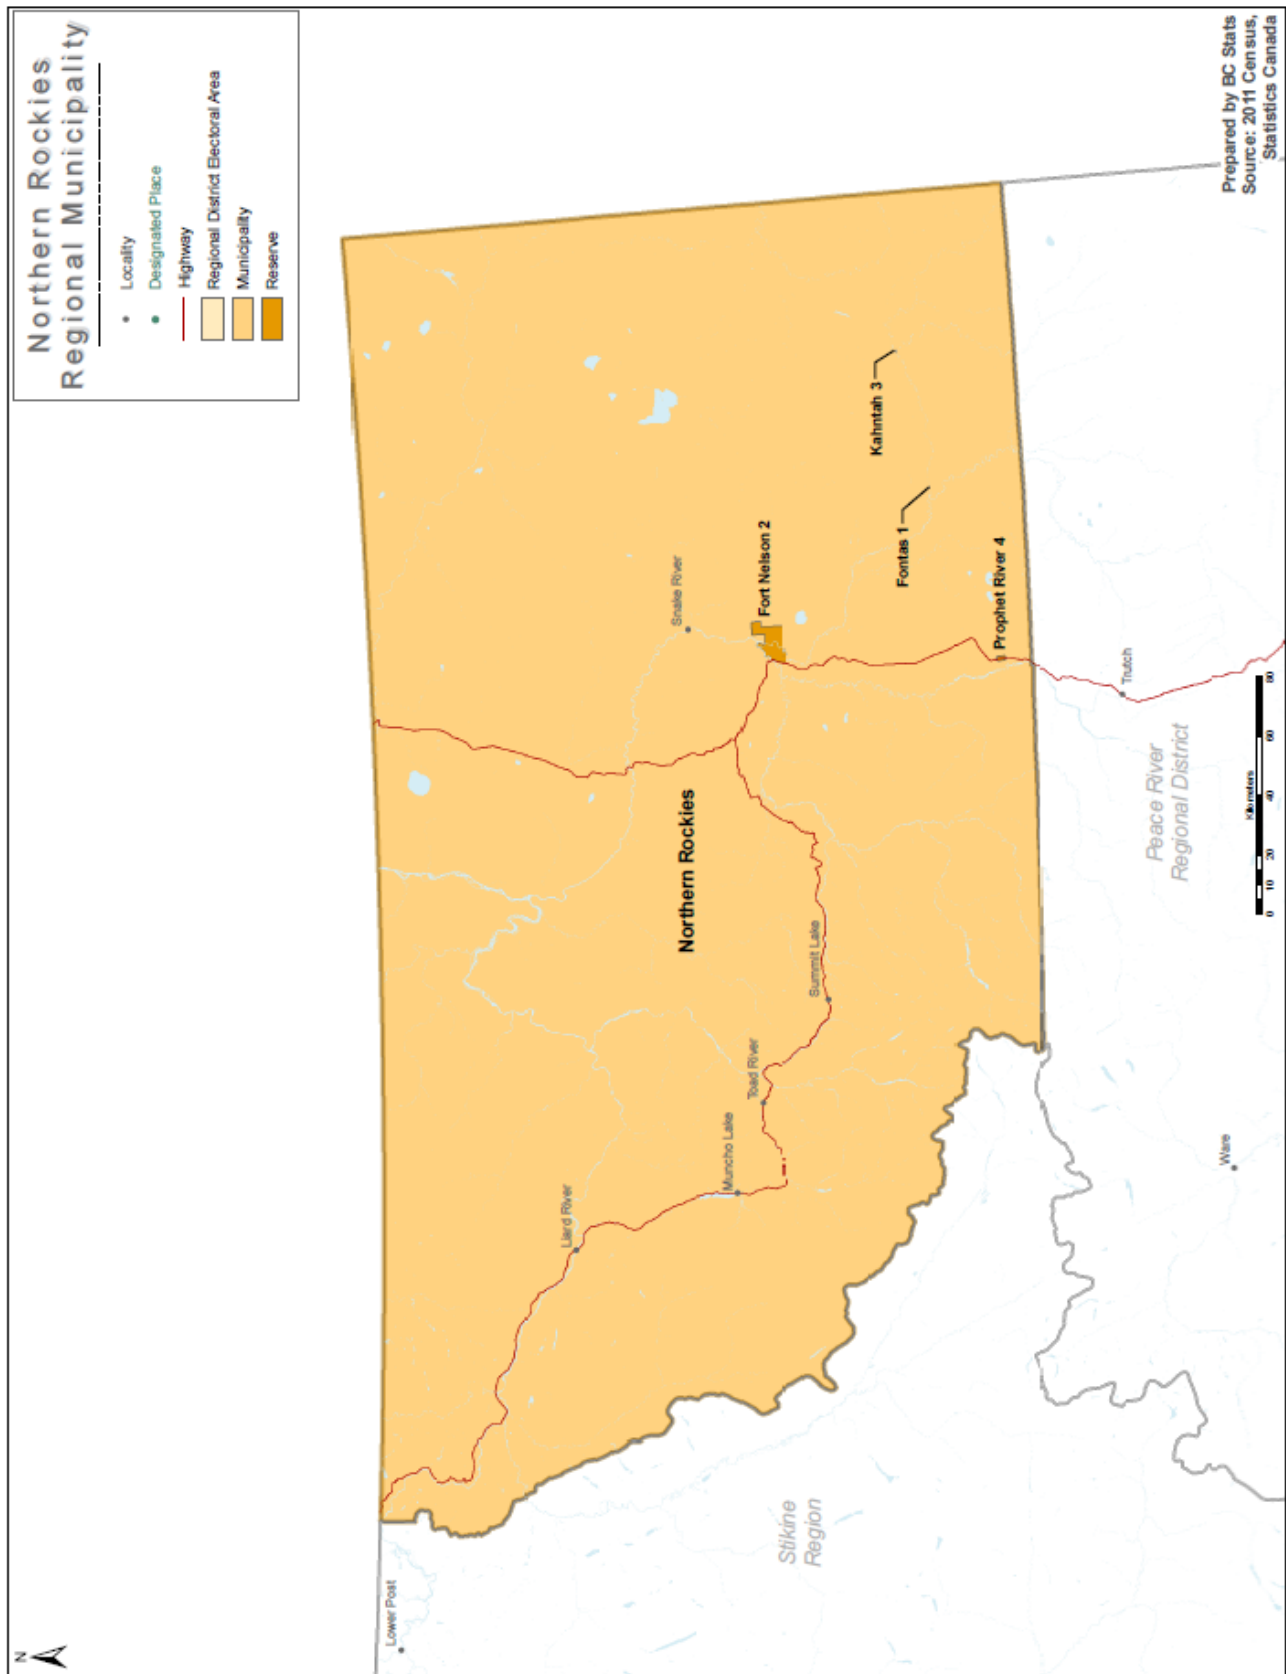 Northern Rockies
Regional Municipality
Locality
Designated Place
Highway
Regional District Electoral Area
Municipality
Reserve
N
Lower Post
Liard River
Muncho Lake
Toad River
Summit Lake
Northern Rockies
Snake River
Fort Nelson 2
Kahntah 3
Fontas 1
Prophet River 4
Trutch
Stikine
Region
Ware
Peace River
Regional District
Kilometers
0 10 20 40 60 80
Prepared by BC Stats
Source: 2011 Census,
Statistics Canada